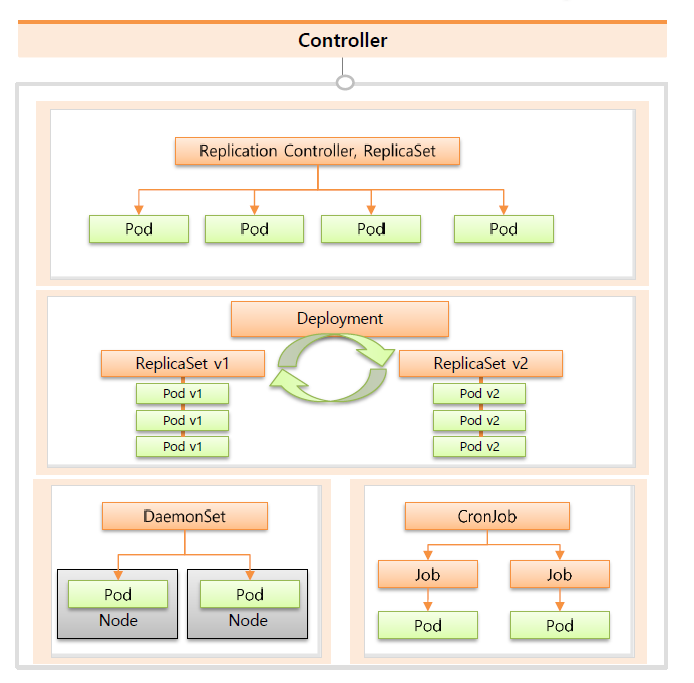 Controller
Replication Controller, ReplicaSet
Pod Pod Pod Pod
Deployment
ReplicaSet v1 ReplicaSet v2
Pod v1 Pod v2
Pod v1 Pod v2
Pod v1 Pod v2
DaemonSet
Pod Pod
Node Node
CronJob
Job Job
Pod Pod